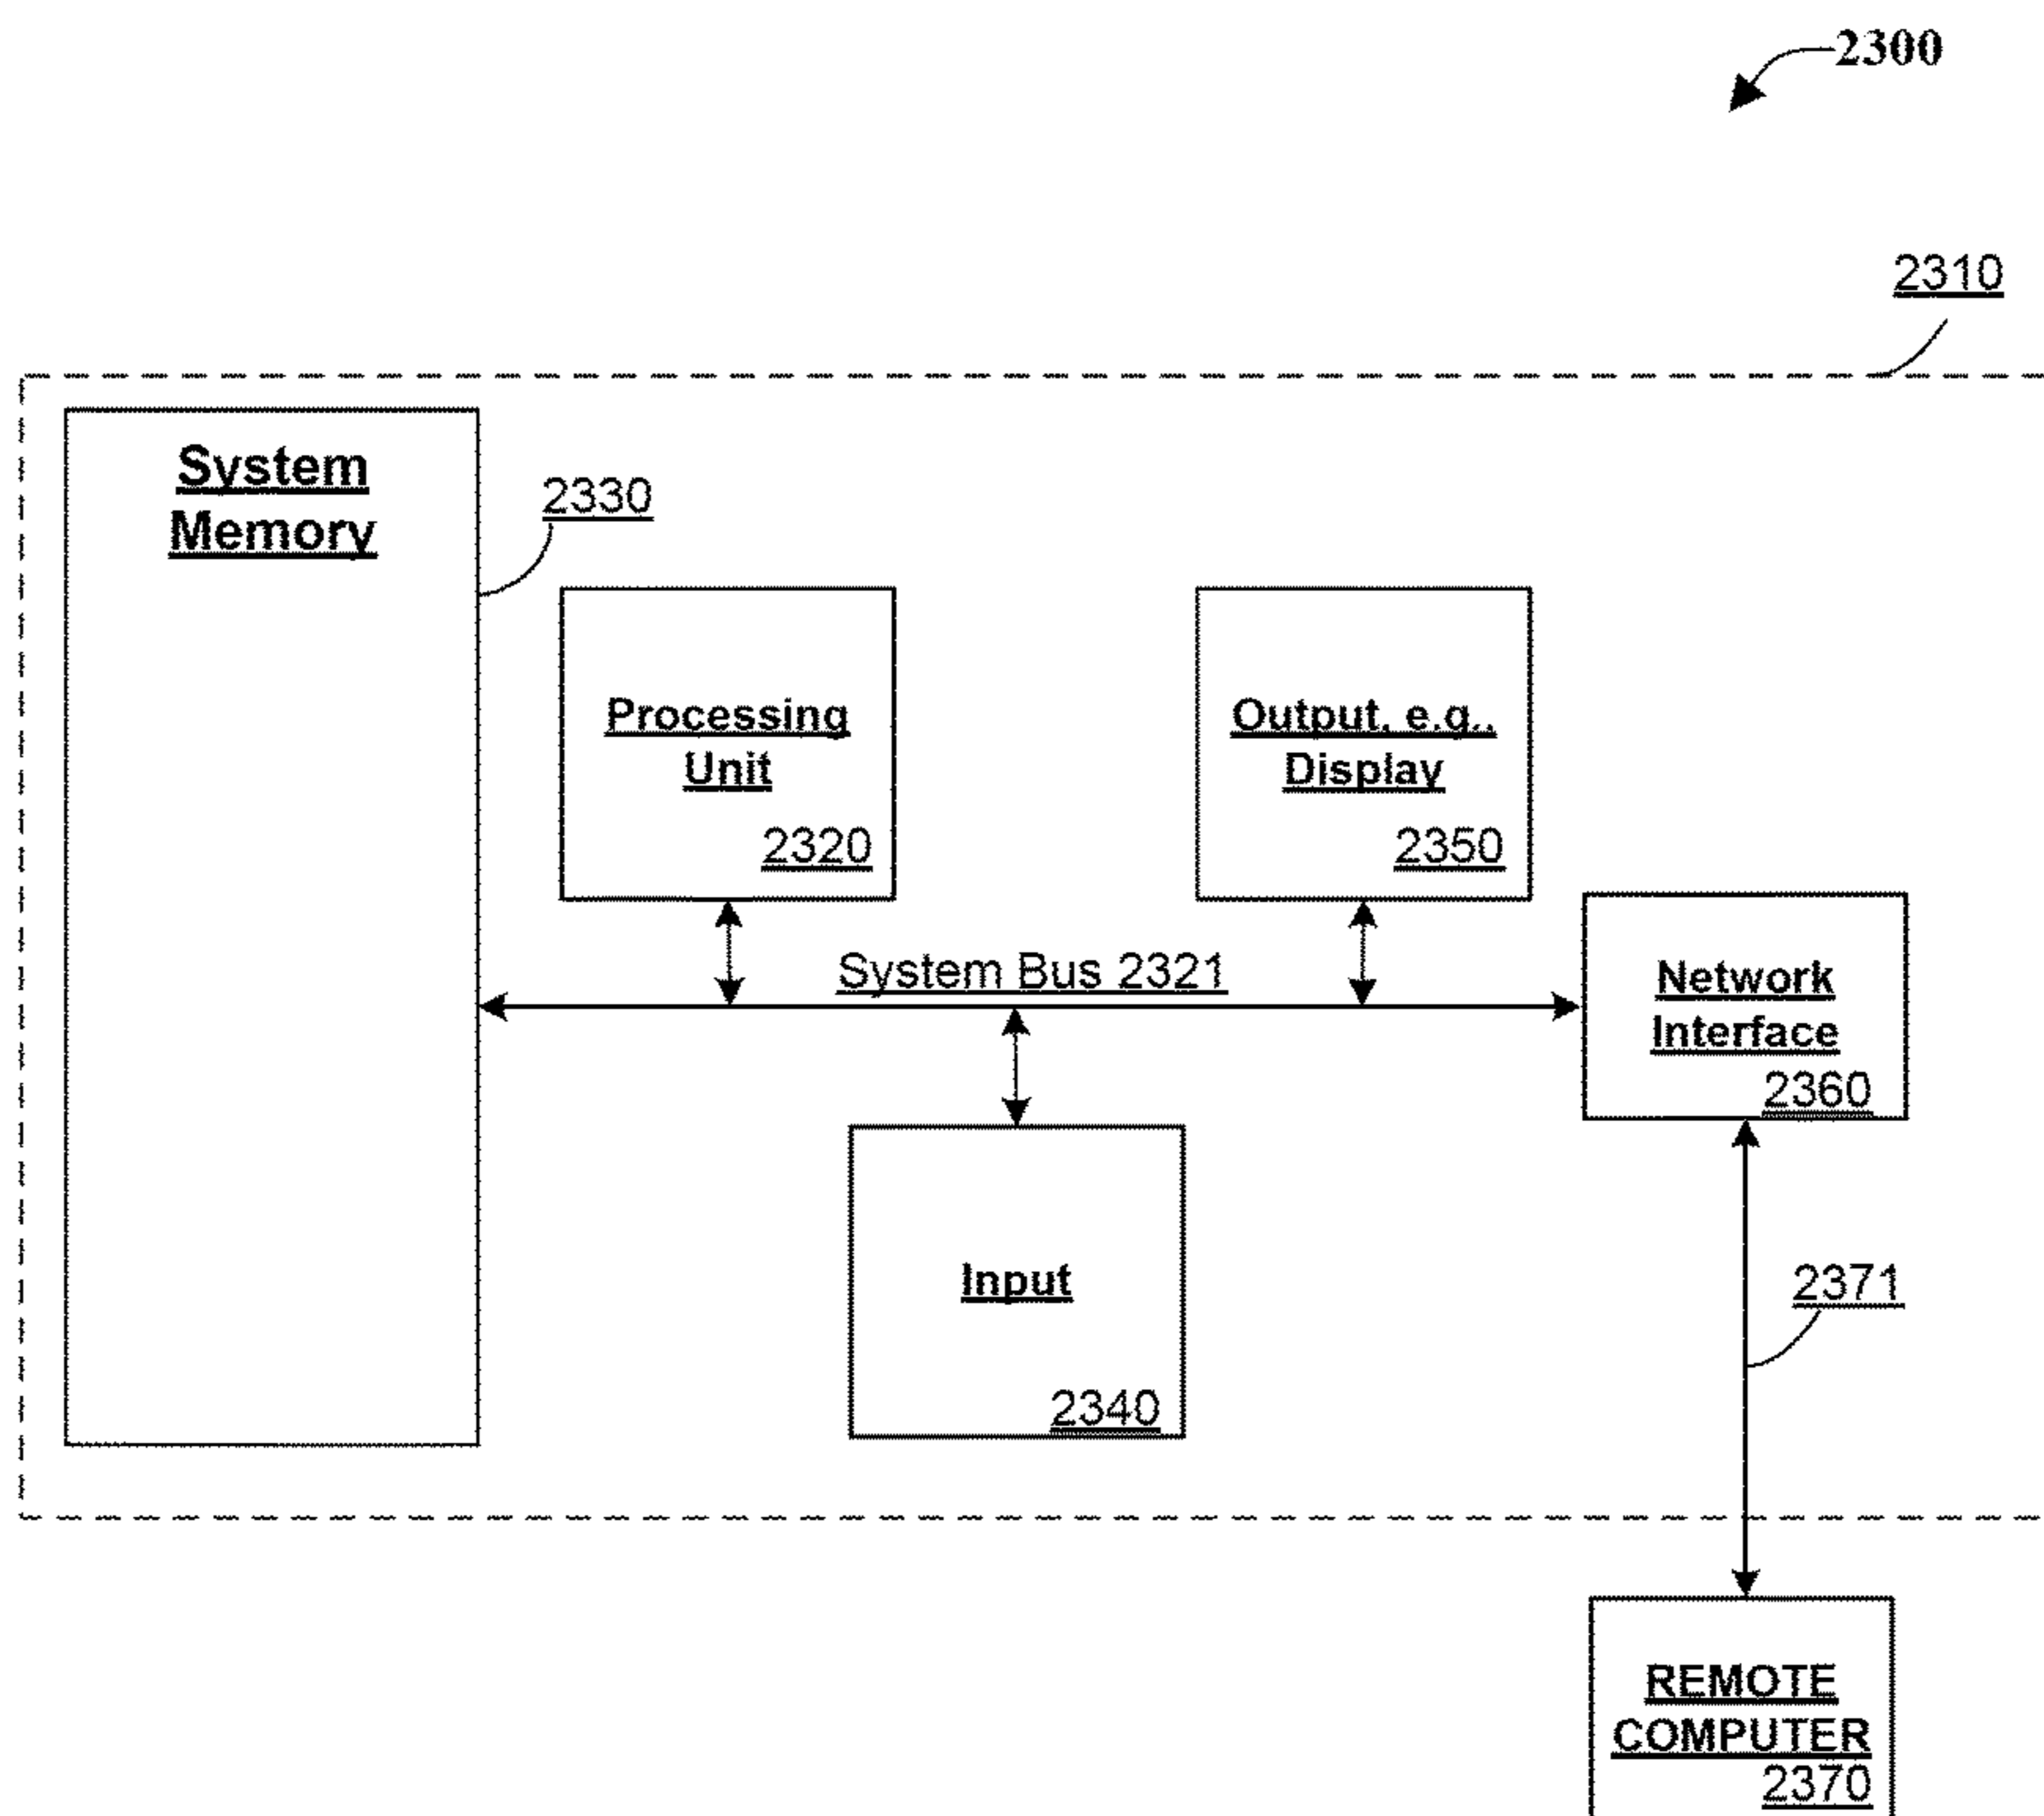 2300
2310
System
Memory
2330
Processing
Unit
2320
Output, e.g.,
Display
2350
System Bus 2321
Network
Interface
2360
Input
2340
2371
REMOTE
COMPUTER
2370